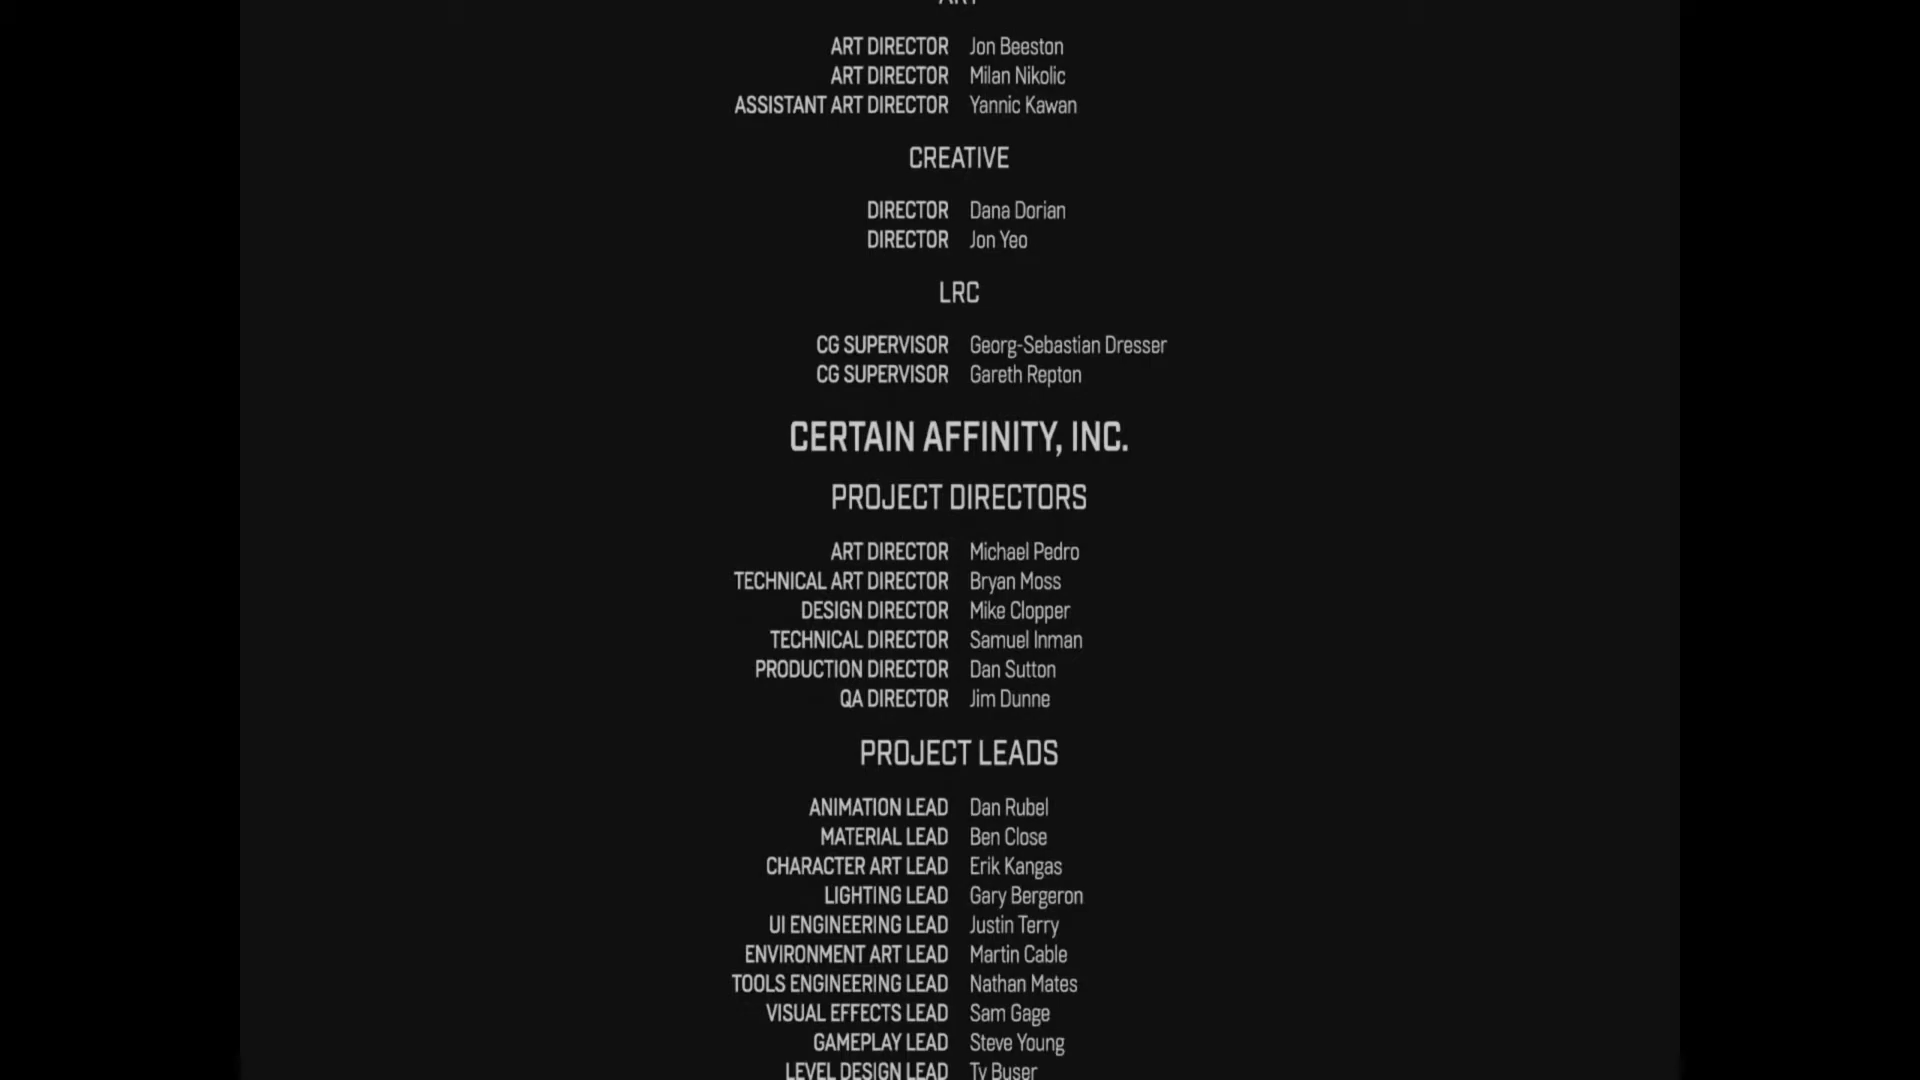 ART
ART DIRECTOR Jon Beeston
ART DIRECTOR Milan Nikolic
ASSISTANT ART DIRECTOR Yannic Kawan
CREATIVE
DIRECTOR Dana Dorian
DIRECTOR Jon Yeo
LRC
CG SUPERVISOR Georg-Sebastian Dresser
CG SUPERVISOR Gareth Repton
CERTAIN AFFINITY, INC.
PROJECT DIRECTORS
ART DIRECTOR Michael Pedro
TECHNICAL ART DIRECTOR Bryan Moss
DESIGN DIRECTOR Mike Clopper
TECHNICAL DIRECTOR Samuel Inman
PRODUCTION DIRECTOR Dan Sutton
QA DIRECTOR Jim Dunne
PROJECT LEADS
ANIMATION LEAD Dan Rubel
MATERIAL LEAD Ben Close
CHARACTER ART LEAD Erik Kangas
LIGHTING LEAD Gary Bergeron
UI ENGINEERING LEAD Justin Terry
ENVIRONMENT ART LEAD Martin Cable
TOOLS ENGINEERING LEAD Nathan Mates
VISUAL EFFECTS LEAD Sam Gage
GAMEPLAY LEAD Steve Young
LEVEL DESIGN LEAD Ty Buser